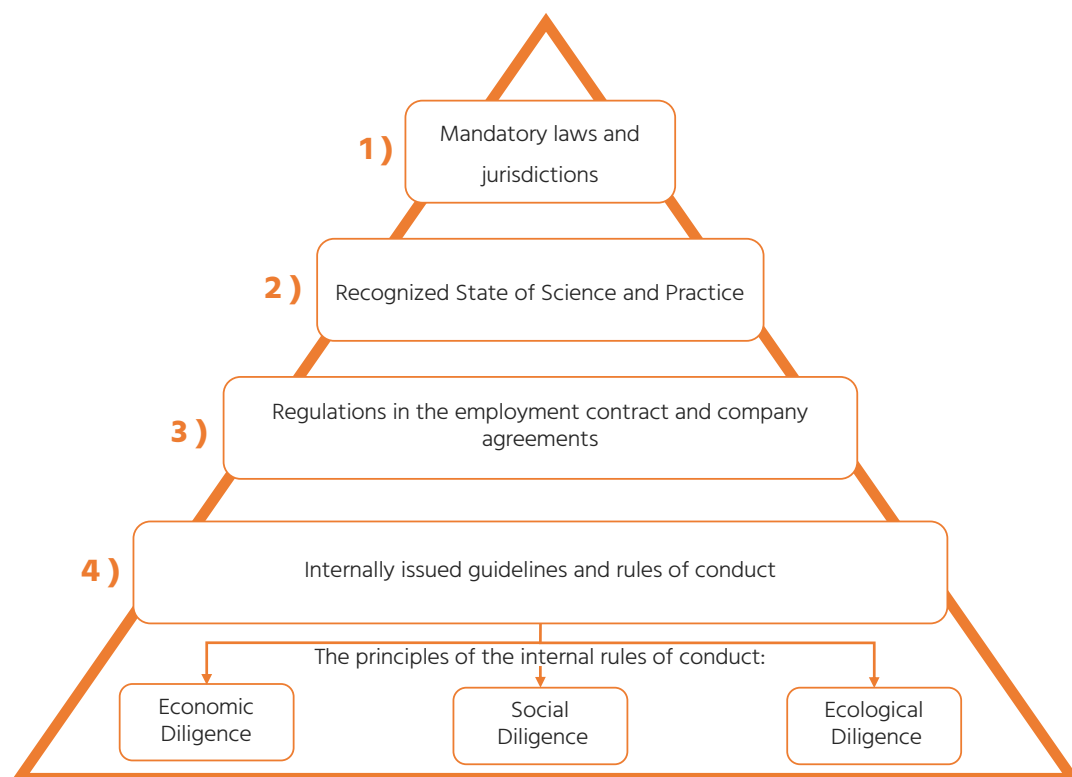 1)
Mandatory laws and
jurisdictions
2)
Recognized State of Science and Practice
3)
Regulations in the employment contract and company
agreements
4)
Internally issued guidelines and rules of conduct
The principles of the internal rules of conduct:
Economic
Diligence
Social
Diligence
Ecological
Diligence